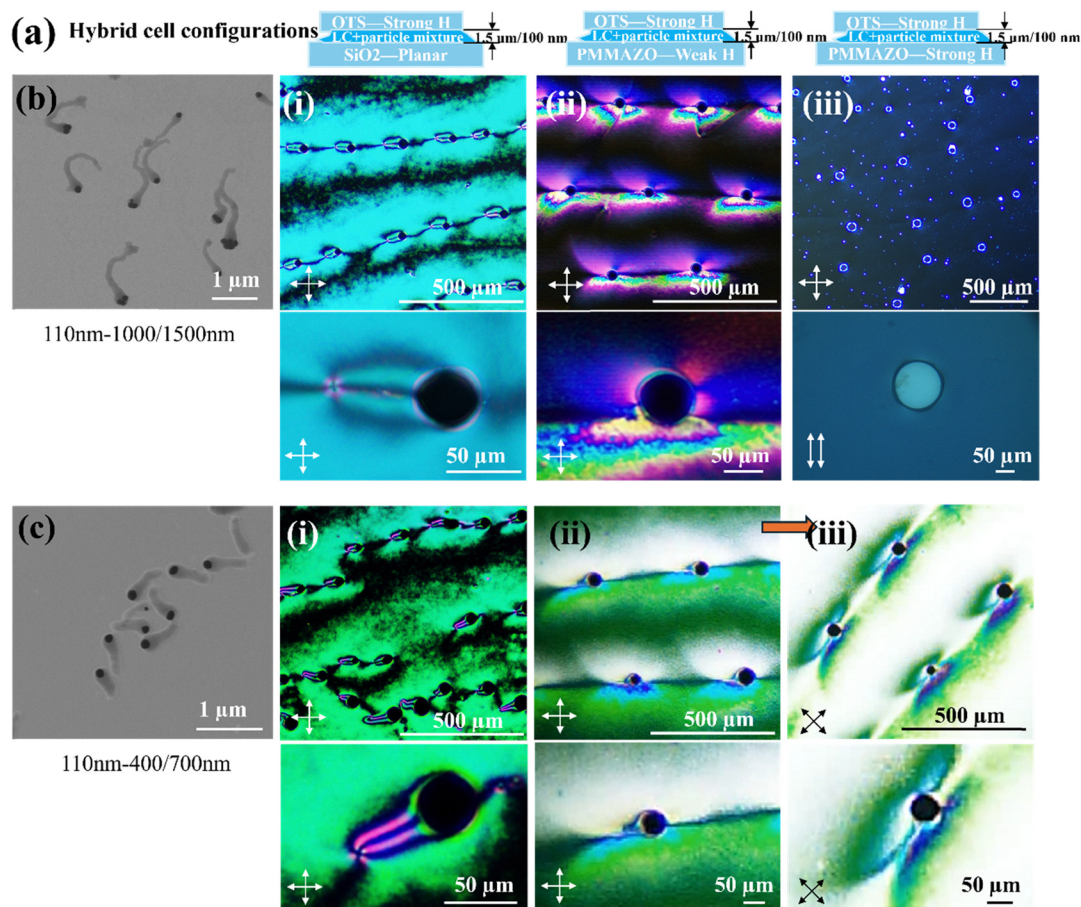 (a) Hybrid cell configurations
OTS—Strong H
LC+particle mixture
SiO2—Planar
1.5 μm/100 nm
OTS—Strong H
LC+particle mixture
PMMAZO—Weak H
1.5 μm/100 nm
OTS—Strong H
LC+particle mixture
PMMAZO—Strong H
1.5 μm/100 nm
(b)
1 μm
110nm-1000/1500nm
(i)
500 μm
(ii)
500 μm
(iii)
500 μm
50 μm
50 μm
50 μm
(c)
1 μm
110nm-400/700nm
(i)
500 μm
(ii)
500 μm
(iii)
500 μm
50 μm
50 μm
50 μm